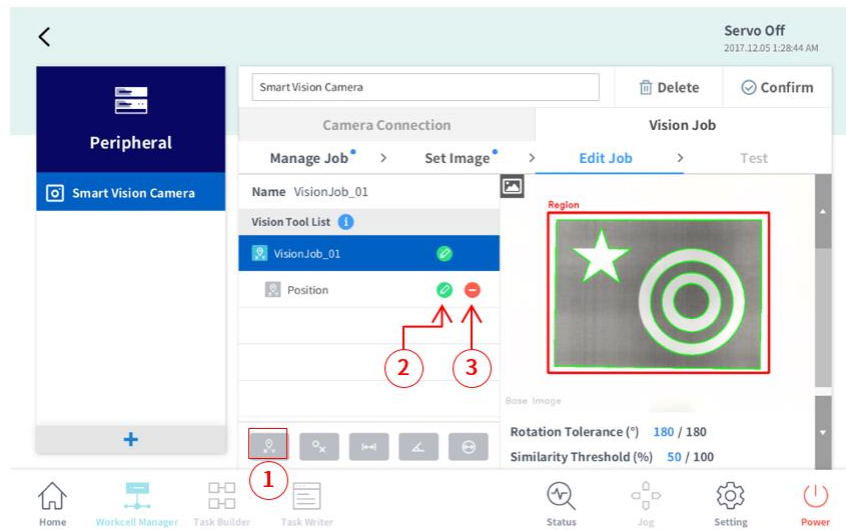 Servo Off
2017.12.05 1:28:44 AM
Peripheral
Smart Vision Camera
Smart Vision Camera
Delete
Confirm
Camera Connection
Vision Job
Manage Job > Set Image > Edit Job > Test
Name VisionJob_01
Vision Tool List i
VisionJob_01
Position
2
3
1
Region
Base Image
Rotation Tolerance (°) 180 / 180
Similarity Threshold (%) 50 / 100
+
Home
Workcell Manager
Task Builder
Task Writer
Status
Jog
Setting
Power